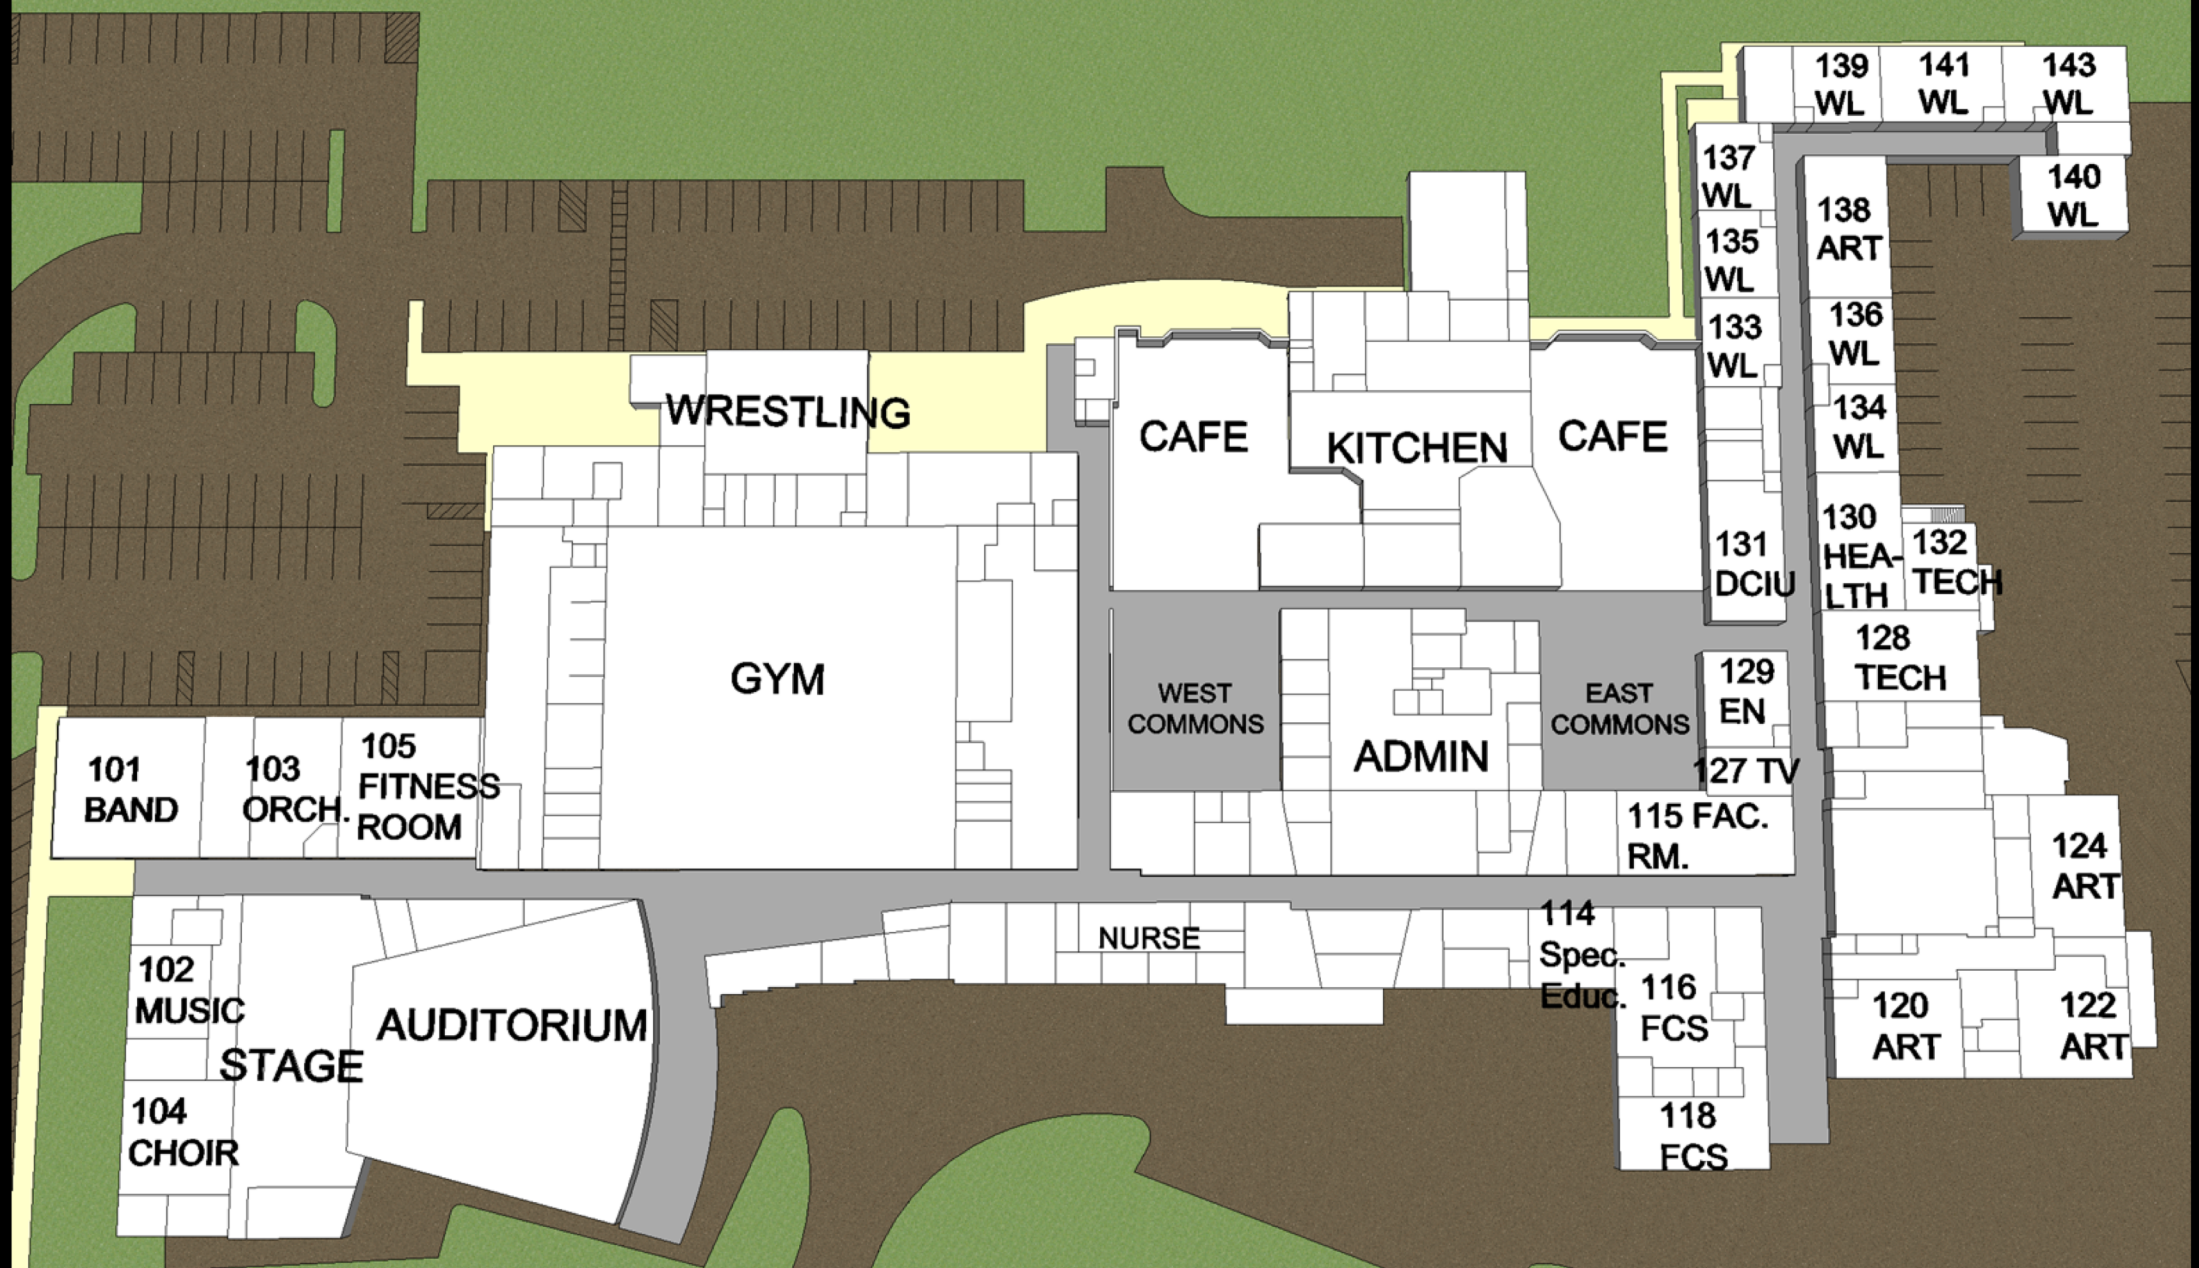 139
WL
141
WL
143
WL
137
WL
140
WL
138
ART
135
WL
136
WL
133
WL
134
WL
WRESTLING
CAFE
KITCHEN
CAFE
130
HEA-
LTH
132
TECH
131
DCIU
128
TECH
GYM
WEST
COMMONS
ADMIN
EAST
COMMONS
129
EN
127 TV
101
BAND
103
ORCH.
105
FITNESS
ROOM
115 FAC.
RM.
124
ART
114
Spec.
Educ.
NURSE
116
FCS
102
MUSIC
STAGE
AUDITORIUM
120
ART
122
ART
104
CHOIR
118
FCS